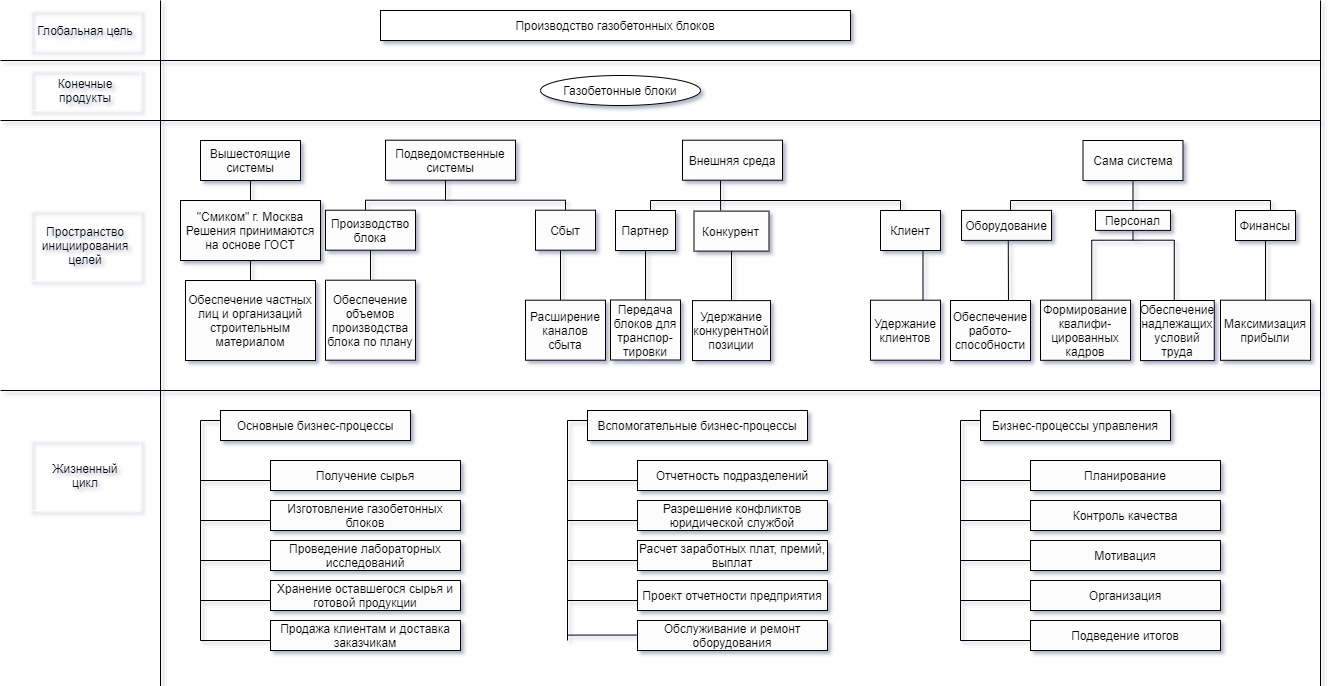 Глобальная цель
Производство газобетонных блоков
Конечные
продукты
Газобетонные блоки
Пространство
инициирования
целей
Вышестоящие
системы
Подведомственные
системы
Внешняя среда
Сама система
"Смиком" г. Москва
Решения принимаются
на основе ГОСТ
Производство
блока
Сбыт
Партнер
Конкурент
Клиент
Оборудование
Персонал
Финансы
Обеспечение частных
лиц и организаций
строительным
материалом
Обеспечение
объемов
производства
блока по плану
Расширение
каналов
сбыта
Передача
блоков для
транспор-
тировки
Удержание
конкурентной
позиции
Удержание
клиентов
Обеспечение
работо-
способности
Формирование
квалифи-
цированных
кадров
Обеспечение
надлежащих
условий
труда
Максимизация
прибыли
Жизненный
цикл
Основные бизнес-процессы
Получение сырья
Изготовление газобетонных
блоков
Проведение лабораторных
исследований
Хранение оставшегося сырья и
готовой продукции
Продажа клиентам и доставка
заказчикам
Вспомогательные бизнес-процессы
Отчетность подразделений
Разрешение конфликтов
юридической службой
Расчет заработных плат, премий,
выплат
Проект отчетности предприятия
Обслуживание и ремонт
оборудования
Бизнес-процессы управления
Планирование
Контроль качества
Мотивация
Организация
Подведение итогов